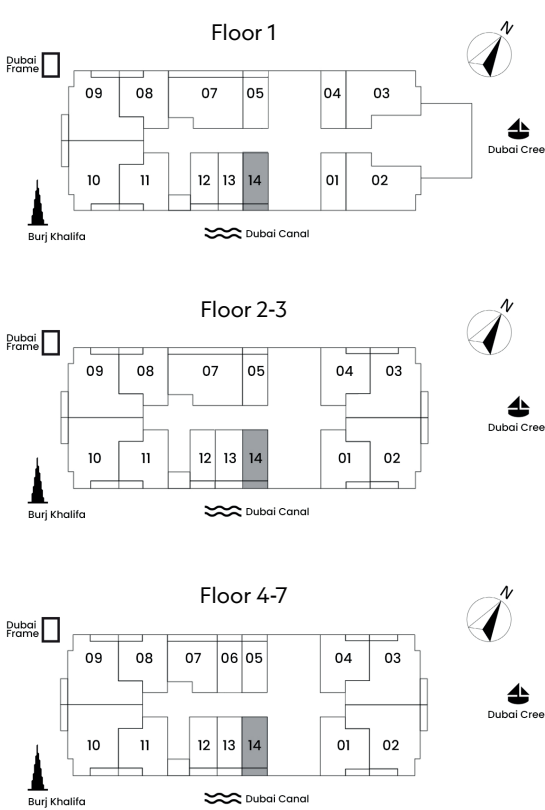 Floor 1
N
Dubai
Frame
09 08 07 05 04 03
Dubai Cree
10 11 12 13 14 01 02
Burj Khalifa
Dubai Canal
Floor 2-3
N
Dubai
Frame
09 08 07 05 04 03
Dubai Cree
10 11 12 13 14 01 02
Burj Khalifa
Dubai Canal
Floor 4-7
N
Dubai
Frame
09 08 07 06 05 04 03
Dubai Cree
10 11 12 13 14 01 02
Burj Khalifa
Dubai Canal